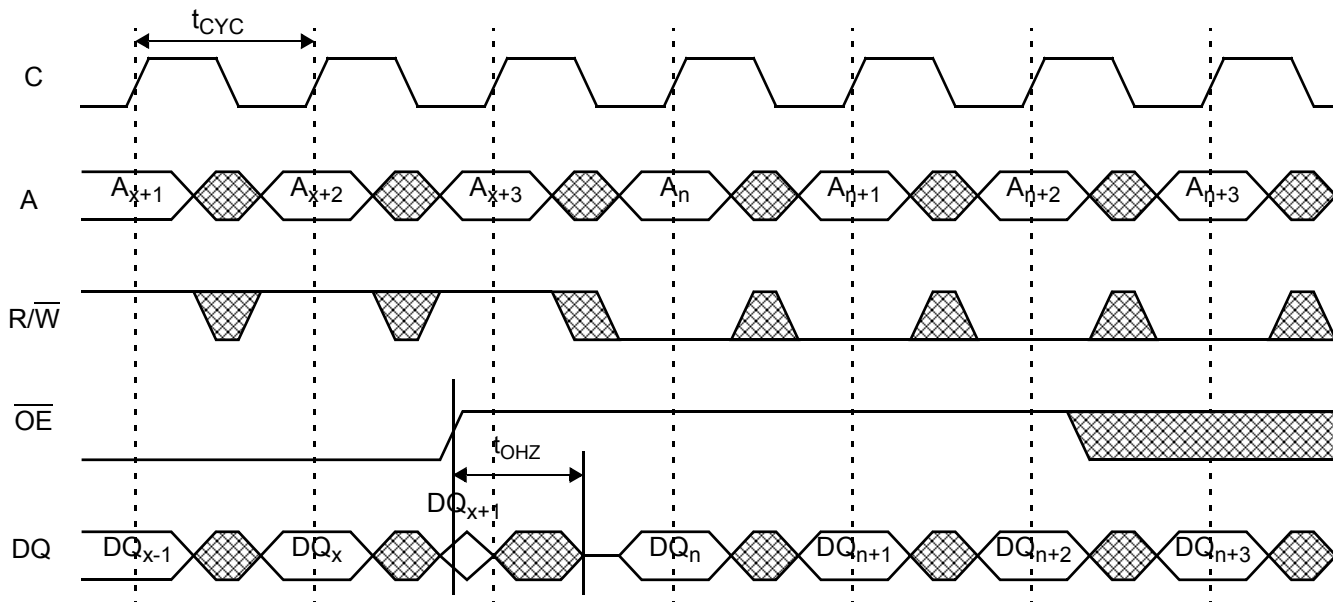 tCYC
C
A
Ax+1 Ax+2 Ax+3 An An+1 An+2 An+3
R/W̅
O̅E̅
tOHZ
DQx+1
DQ
DQx-1 DQx DQn DQn+1 DQn+2 DQn+3